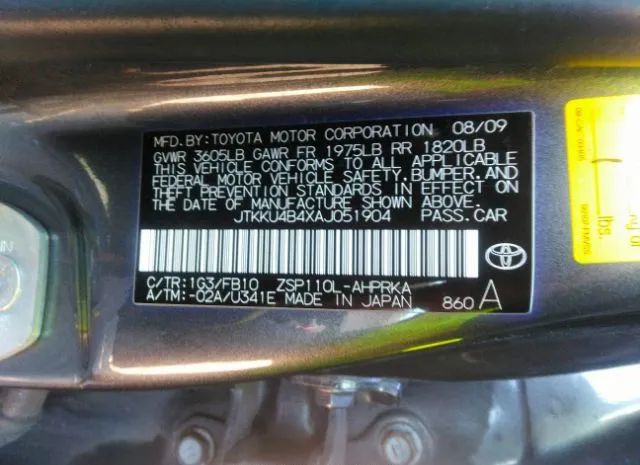 MFD.BY:TOYOTA MOTOR CORPORATION 08/09
GVWR 3605LB GAWR FR 1975LB RR 1820LB
THIS VEHICLE CONFORMS TO ALL APPLICABLE
FEDERAL MOTOR VEHICLE SAFETY,BUMPER,AND
THEFT PREVENTION STANDARDS IN EFFECT ON
THE DATE OF MANUFACTURE SHOWN ABOVE.
JTKKU4B4XAJ051904 PASS.CAR
C/TR:1G3/FB10 ZSP110L-AHPRKA
A/TM:-02A/U341E MADE IN JAPAN 860 A
lbs.